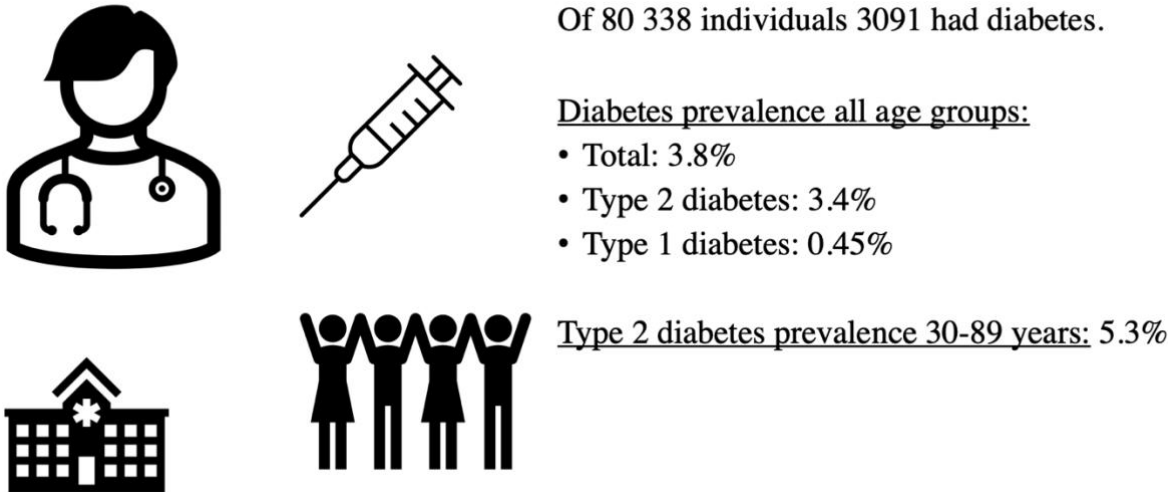 Of 80 338 individuals 3091 had diabetes.
Diabetes prevalence all age groups:
• Total: 3.8%
• Type 2 diabetes: 3.4%
• Type 1 diabetes: 0.45%
Type 2 diabetes prevalence 30-89 years: 5.3%